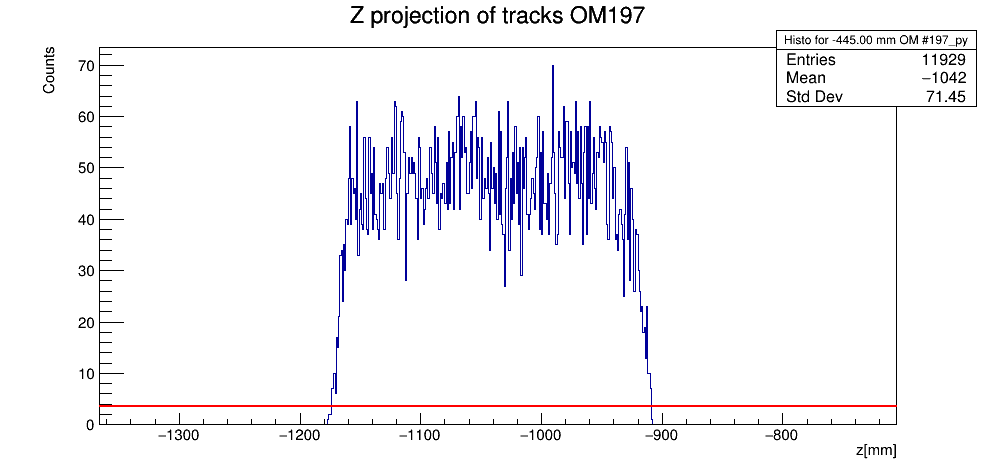 Z projection of tracks OM197
Histo for -445.00 mm OM #197_py
Entries 11929
Mean −1042
Std Dev 71.45
Counts
70
60
50
40
30
20
10
0
−1300 −1200 −1100 −1000 −900 −800
z[mm]